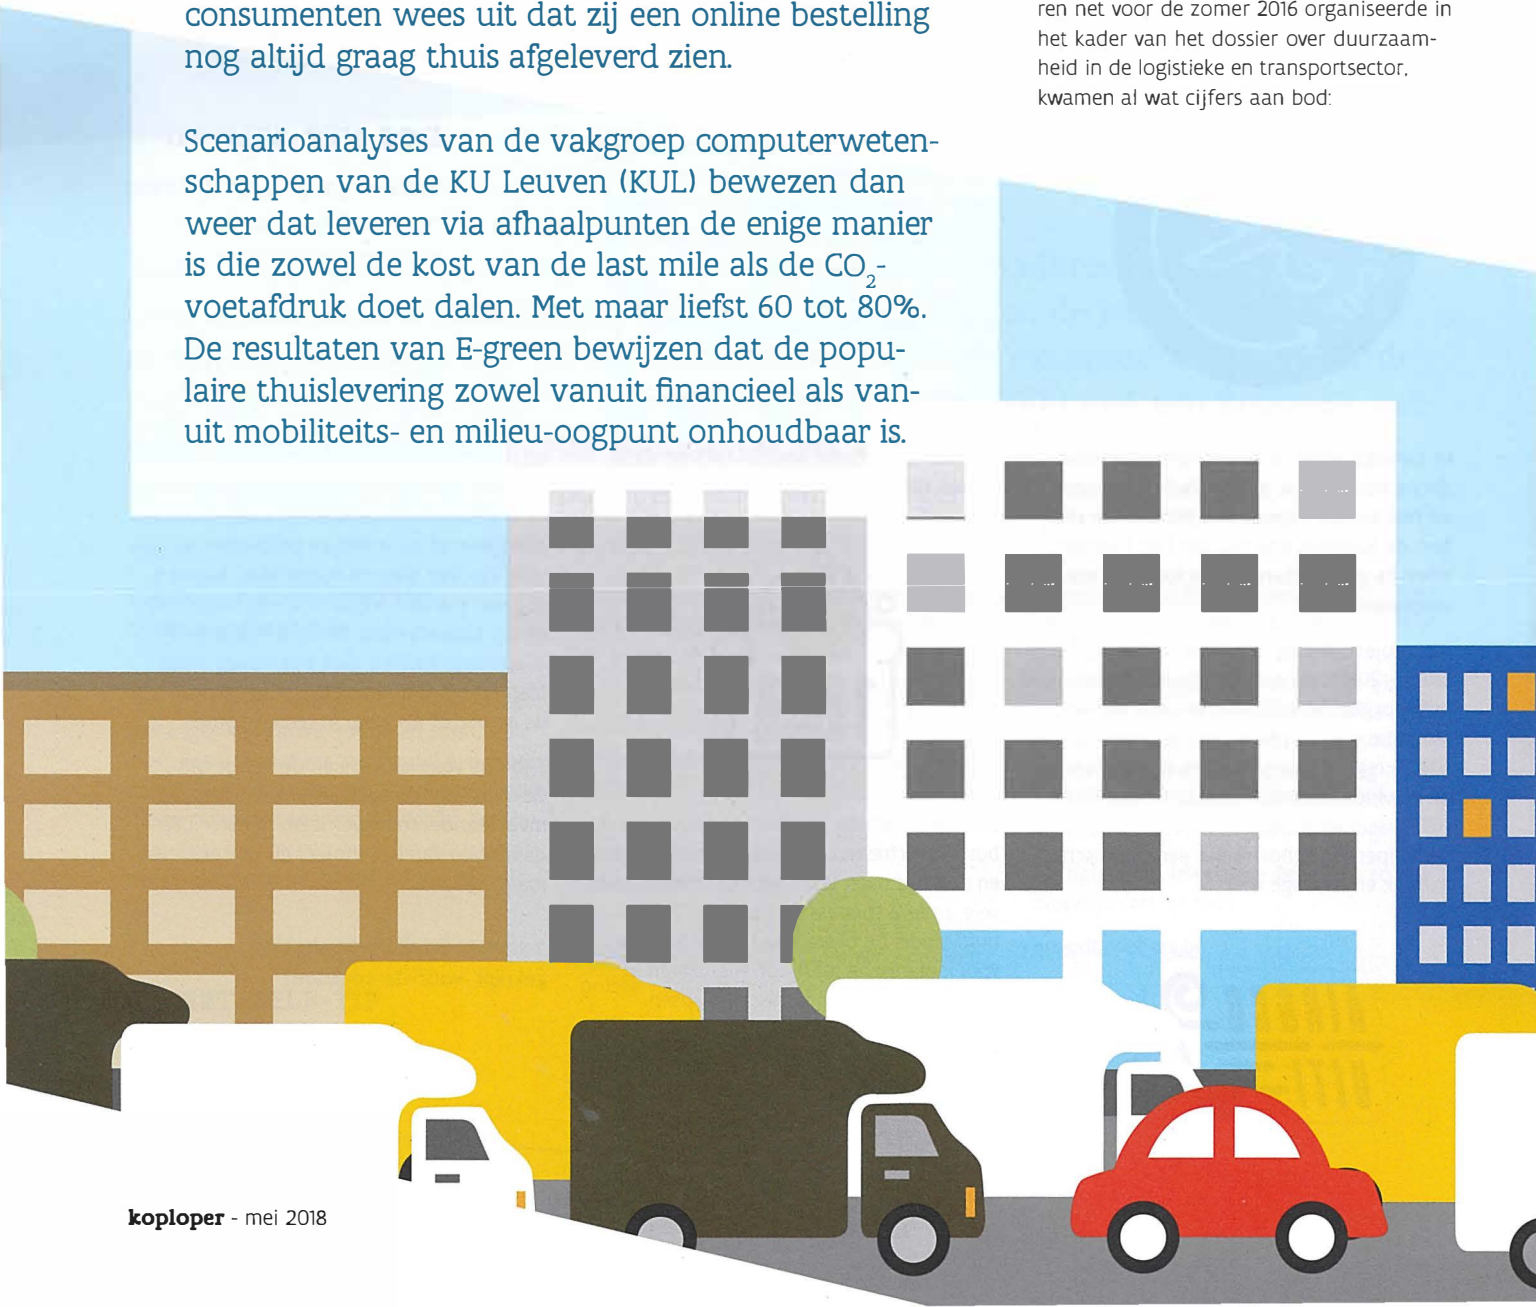 consumenten wees uit dat zij een online bestelling
nog altijd graag thuis afgeleverd zien.
Scenarioanalyses van de vakgroep computerweten-
schappen van de KU Leuven (KUL) bewezen dan
weer dat leveren via afhaalpunten de enige manier
is die zowel de kost van de last mile als de CO₂-
voetafdruk doet dalen. Met maar liefst 60 tot 80%.
De resultaten van E-green bewijzen dat de popu-
laire thuislevering zowel vanuit financieel als van-
uit mobiliteits- en milieu-oogpunt onhoudbaar is.
ren net voor de zomer 2016 organiseerde in
het kader van het dossier over duurzaam-
heid in de logistieke en transportsector,
kwamen al wat cijfers aan bod:
koploper - mei 2018